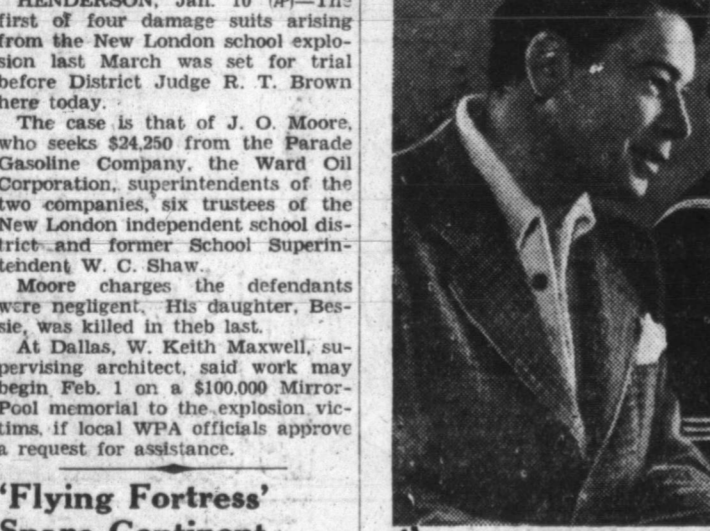 HENDERSON, Jan. 10 (AP)—The
first of four damage suits arising
from the New London school explo-
sion last March was set for trial
before District Judge R. T. Brown
here today.
The case is that of J. O. Moore,
who seeks $24,250 from the Parade
Gasoline Company, the Ward Oil
Corporation, superintendents of the
two companies, six trustees of the
New London independent school dis-
trict and former School Superin-
tendent W. C. Shaw.
Moore charges the defendants
were negligent. His daughter, Bes-
sie, was killed in theb last.
At Dallas, W. Keith Maxwell, su-
pervising architect, said work may
begin Feb. 1 on a $100,000 Mirror-
Pool memorial to the explosion vic-
tims, if local WPA officials approve
a request for assistance.
'Flying Fortress'
Continent